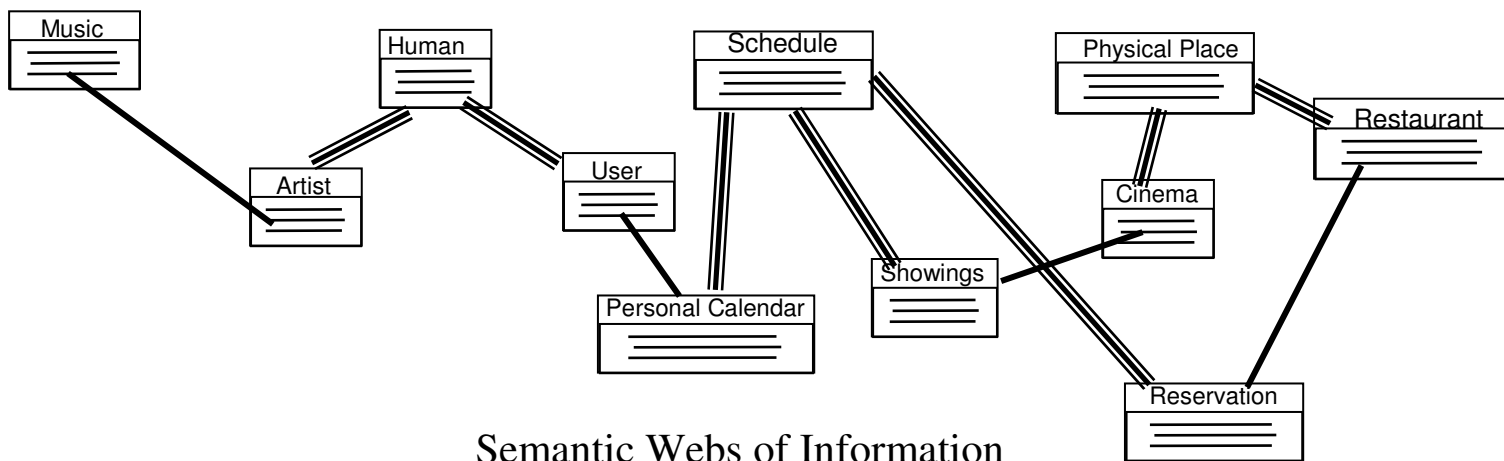 Music
Human
Schedule
Physical Place
Restaurant
Artist
User
Cinema
Showings
Personal Calendar
Reservation
Semantic Webs of Information